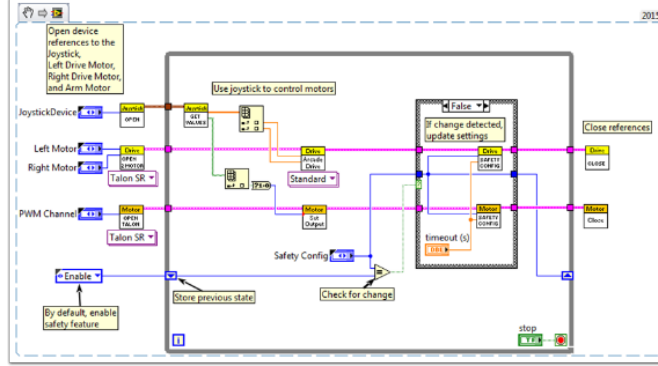 2015
Open device
references to the
Joystick,
Left Drive Motor,
Right Drive Motor,
and Arm Motor
Use joystick to control motors
JoystickDevice
Joystick
OPEN
Joystick
GET
VALUES
False
If change detected,
update settings
Close references
Left Motor
Right Motor
Drive
OPEN
2 MOTOR
Talon SR
Drive
Arcade
Drive
Standard
Drive
SAFETY
CONFIG
Drive
CLOSE
?1:0
PWM Channel
Motor
OPEN
TALON
Talon SR
Motor
Set
Output
Motor
SAFETY
CONFIG
Motor
Close
timeout (s)
DBL
Safety Config
Enable
Store previous state
Check for change
By default, enable
safety feature
stop
TF
i